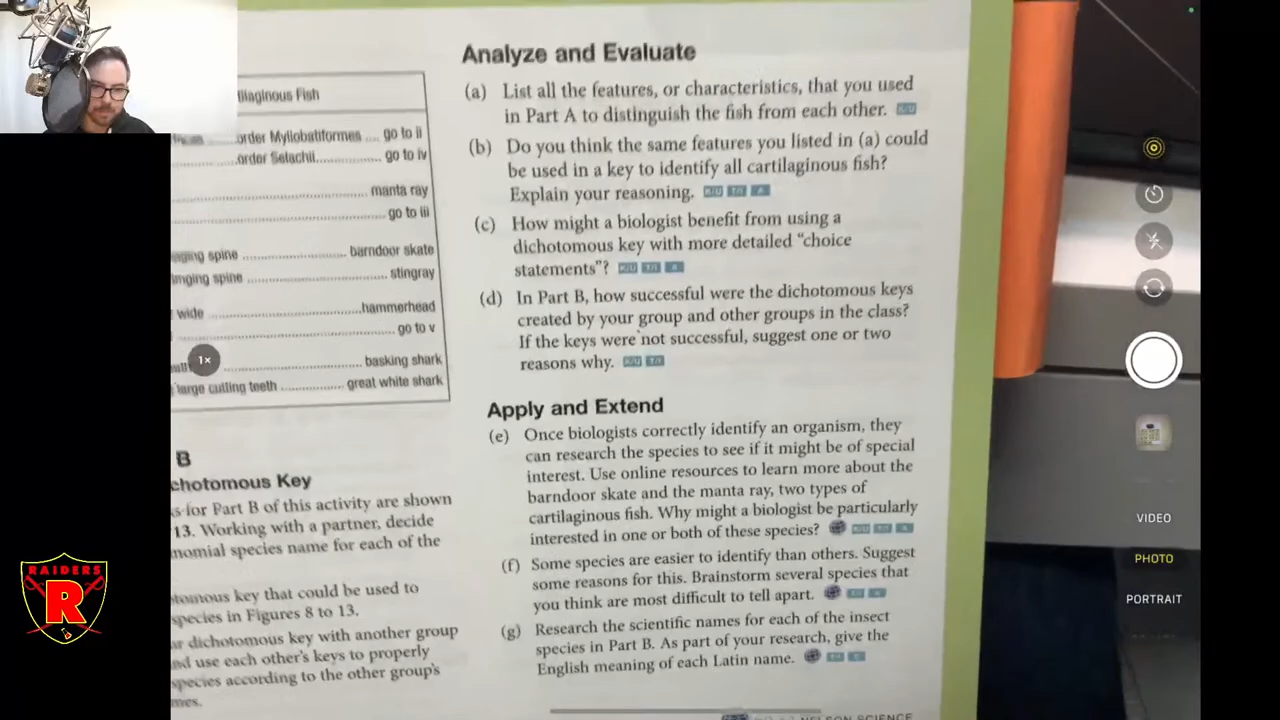 iaginous Fish
order Myliobatiformes .... go to ii
order Selachii................ go to iv
manta ray
go to iii
nging spine ........................ barndoor skate
inging spine ........................ stingray
wide ........................ hammerhead
go to v
basking shark
large cutting teeth .............. great white shark
B
chotomous Key
s for Part B of this activity are shown
13. Working with a partner, decide
nomial species name for each of the
tomous key that could be used to
species in Figures 8 to 13.
ur dichotomous key with another group
nd use each other's keys to properly
species according to the other group's
mes.
Analyze and Evaluate
(a) List all the features, or characteristics, that you used
in Part A to distinguish the fish from each other. K/U
(b) Do you think the same features you listed in (a) could
be used in a key to identify all cartilaginous fish?
Explain your reasoning. K/U T/I A
(c) How might a biologist benefit from using a
dichotomous key with more detailed "choice
statements"? K/U T/I A
(d) In Part B, how successful were the dichotomous keys
created by your group and other groups in the class?
If the keys were not successful, suggest one or two
reasons why. K/U T/I
Apply and Extend
(e) Once biologists correctly identify an organism, they
can research the species to see if it might be of special
interest. Use online resources to learn more about the
barndoor skate and the manta ray, two types of
cartilaginous fish. Why might a biologist be particularly
interested in one or both of these species? K/U T/I A
(f) Some species are easier to identify than others. Suggest
some reasons for this. Brainstorm several species that
you think are most difficult to tell apart. T/I A
(g) Research the scientific names for each of the insect
species in Part B. As part of your research, give the
English meaning of each Latin name. T/I C
NELSON SCIENCE
1x
VIDEO
PHOTO
PORTRAIT
RAIDERS
R